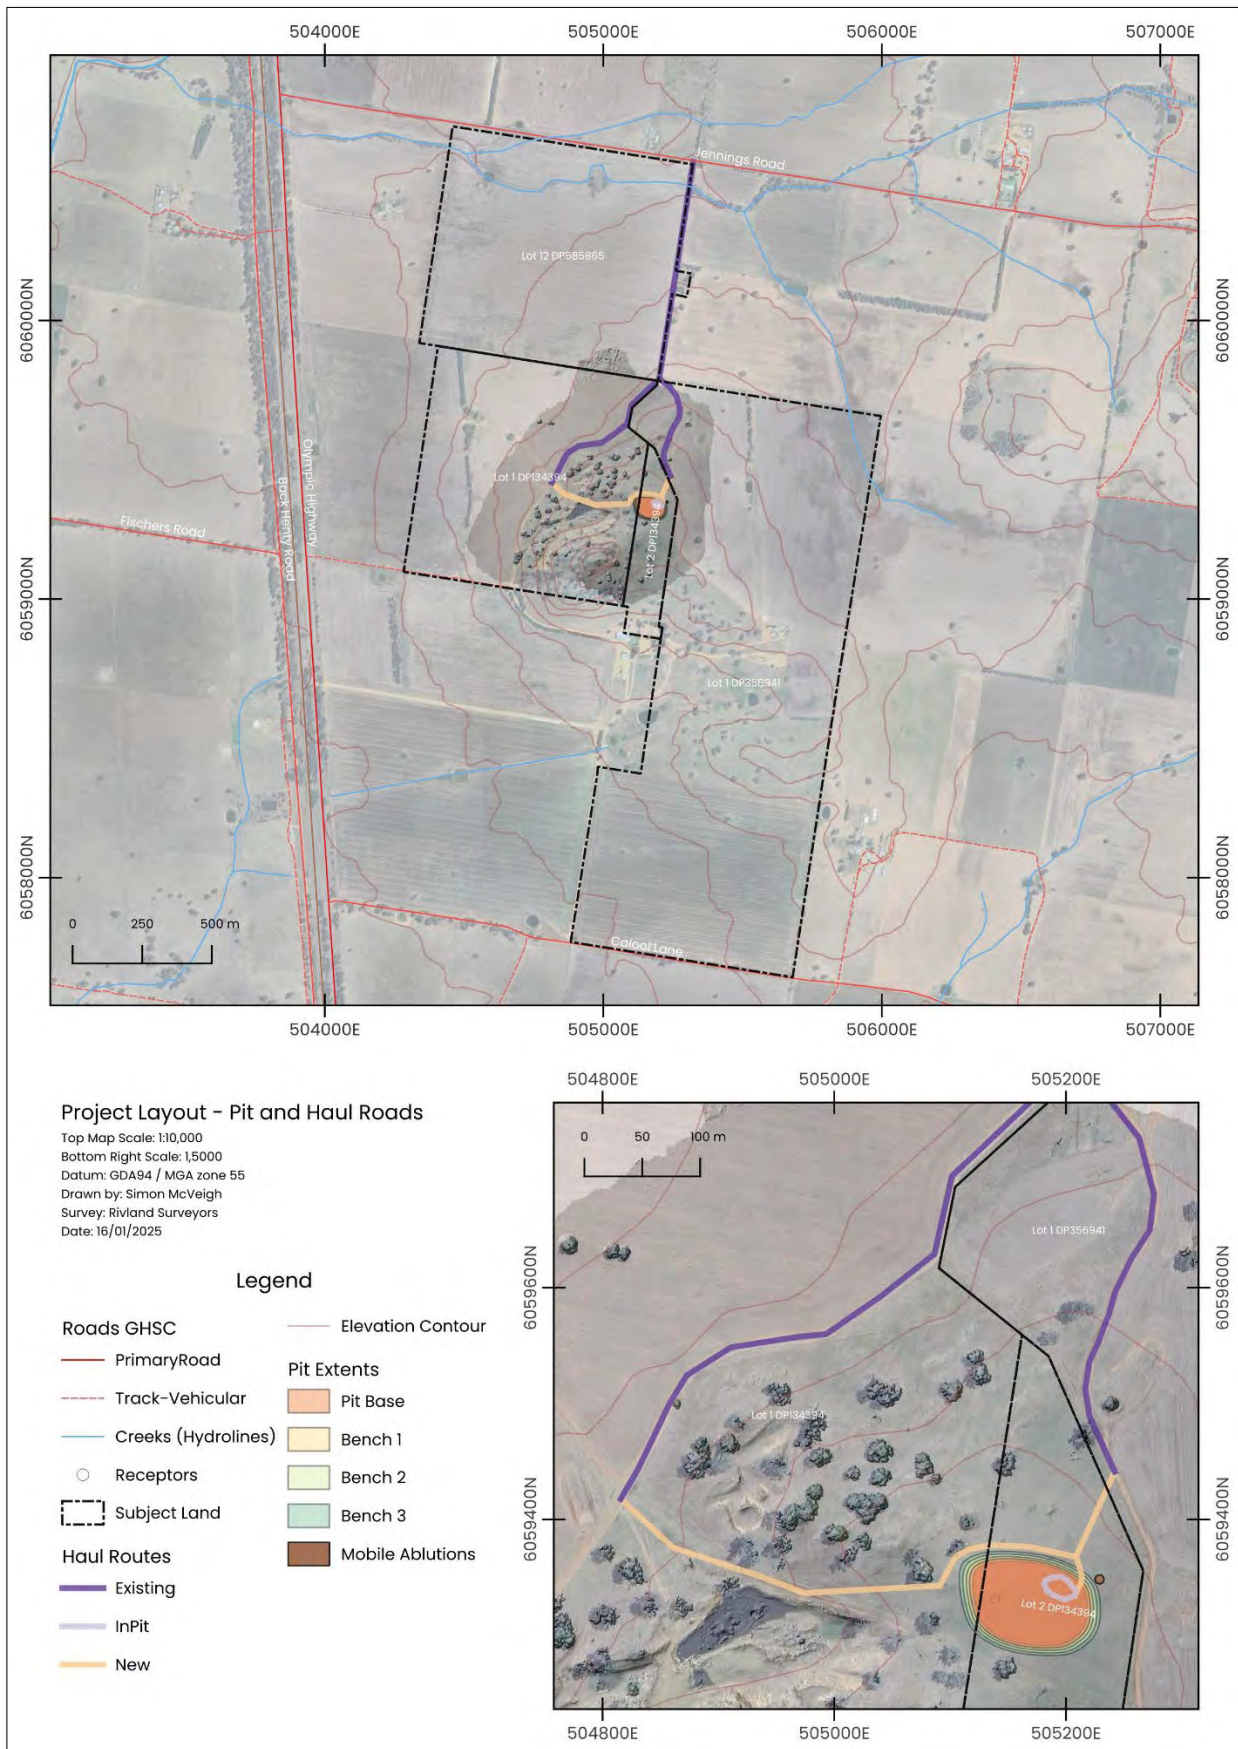 504000E
505000E
506000E
507000E
Jennings Road
Lot 12 DP585865
6060000N
6060000N
Olympic Highway
Back Henty Road
Lot 1 DP134394
Fischers Road
Lot 2 DP134394
6059000N
6059000N
Lot 1 DP356941
6058000N
6058000N
0 250 500 m
Calool Lane
504000E
505000E
506000E
507000E
Project Layout - Pit and Haul Roads
Top Map Scale: 1:10,000
Bottom Right Scale: 1,5000
Datum: GDA94 / MGA zone 55
Drawn by: Simon McVeigh
Survey: Rivland Surveyors
Date: 16/01/2025
Legend
Roads GHSC
PrimaryRoad
Track-Vehicular
Creeks (Hydrolines)
Receptors
Subject Land
Haul Routes
Existing
InPit
New
Elevation Contour
Pit Extents
Pit Base
Bench 1
Bench 2
Bench 3
Mobile Ablutions
504800E
505000E
505200E
0 50 100 m
Lot 1 DP356941
6059600N
6059600N
Lot 1 DP134394
6059400N
6059400N
Lot 2 DP134394
504800E
505000E
505200E